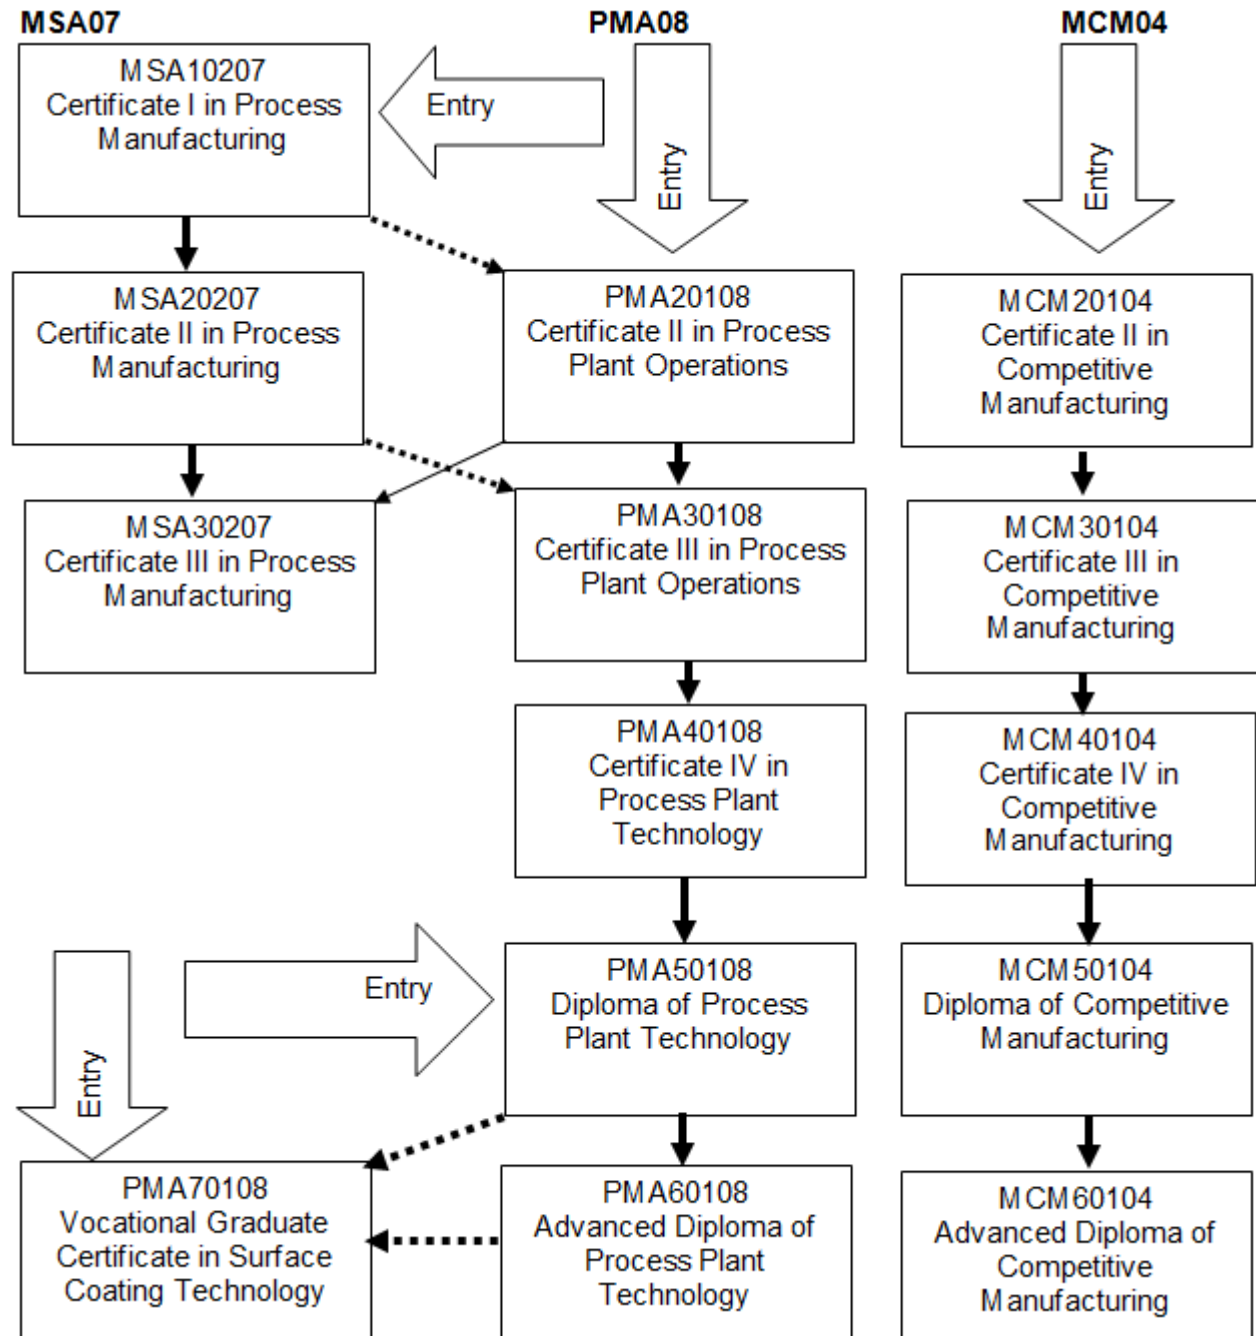 MSA07
PMA08
MCM04
MSA10207
Certificate I in Process
Manufacturing
Entry
Entry
Entry
MSA20207
Certificate II in Process
Manufacturing
PMA20108
Certificate II in Process
Plant Operations
MCM20104
Certificate II in
Competitive
Manufacturing
MSA30207
Certificate III in Process
Manufacturing
PMA30108
Certificate III in Process
Plant Operations
MCM30104
Certificate III in
Competitive
Manufacturing
PMA40108
Certificate IV in
Process Plant
Technology
MCM40104
Certificate IV in
Competitive
Manufacturing
Entry
Entry
PMA50108
Diploma of Process
Plant Technology
MCM50104
Diploma of Competitive
Manufacturing
PMA70108
Vocational Graduate
Certificate in Surface
Coating Technology
PMA60108
Advanced Diploma of
Process Plant
Technology
MCM60104
Advanced Diploma of
Competitive
Manufacturing